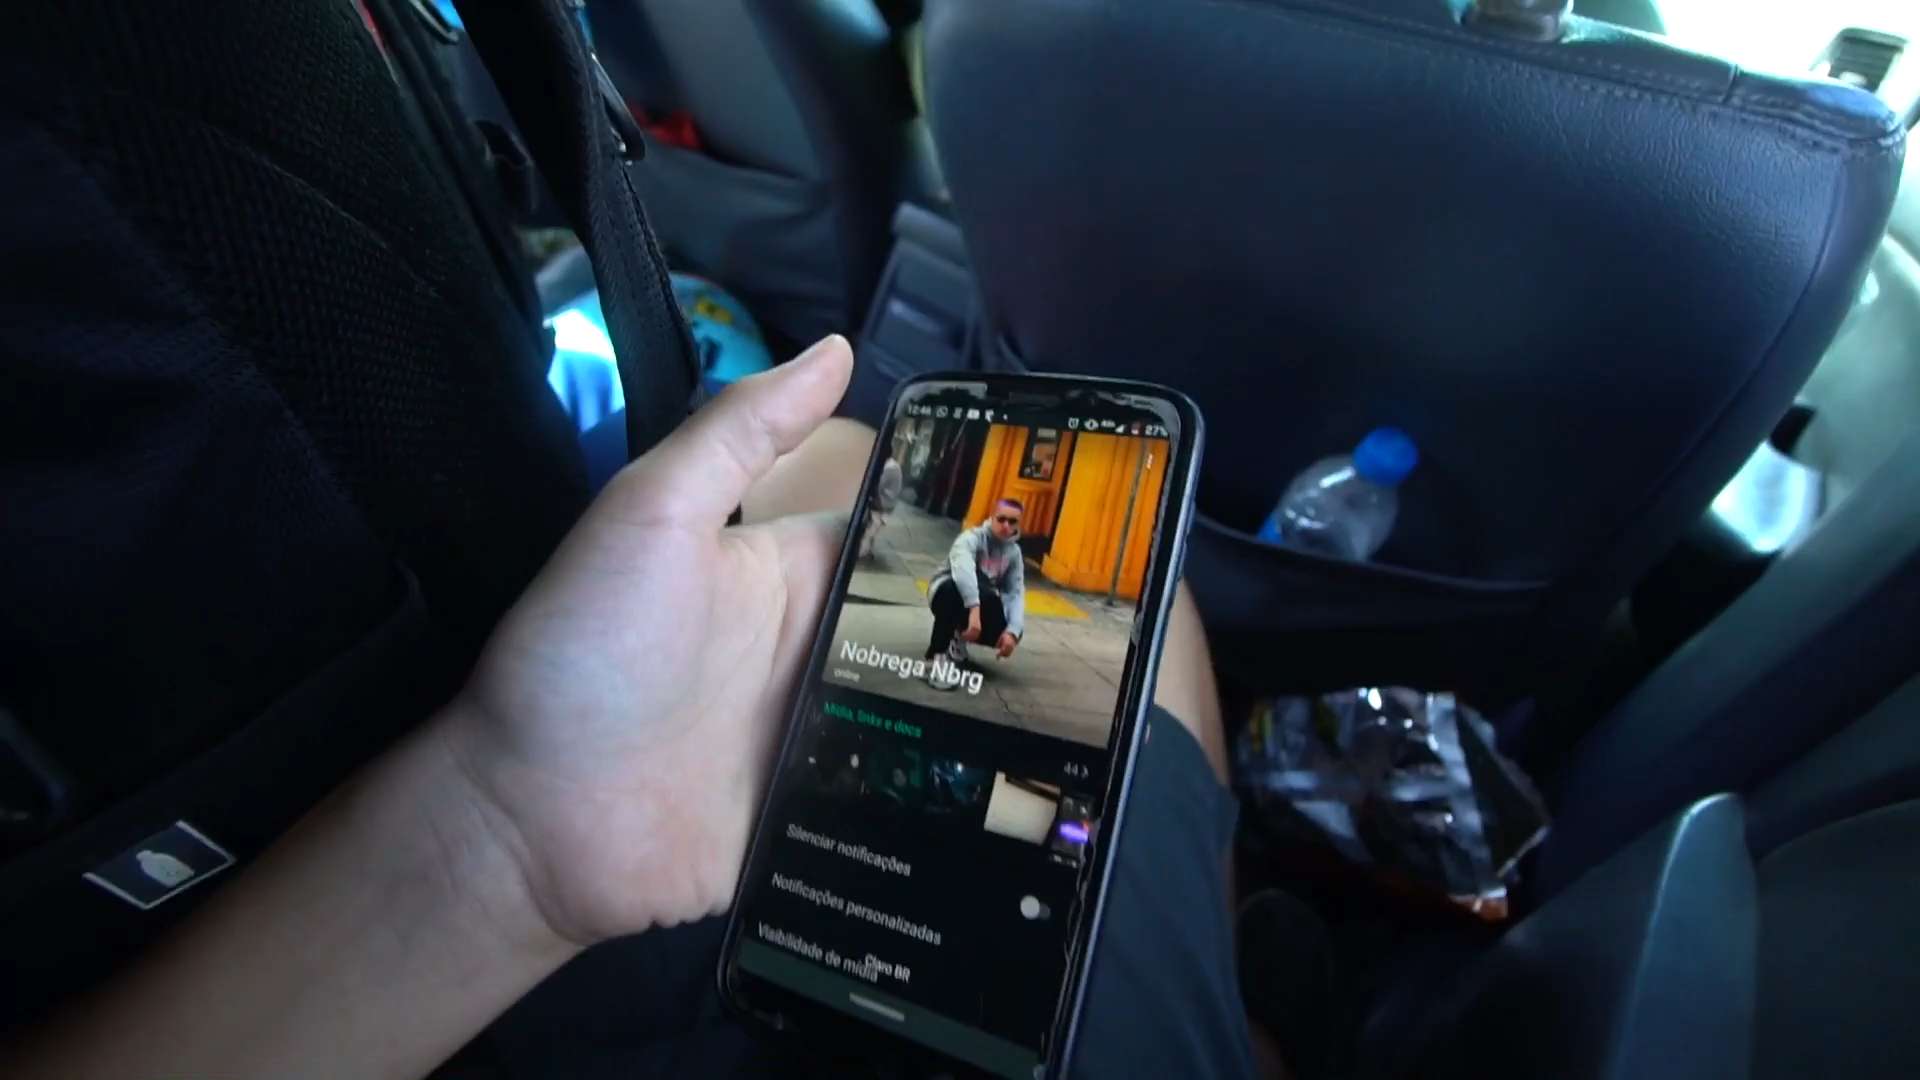 12:46
27%
Nobrega Nbrg
online
Mídia, links e docs
44
Silenciar notificações
Notificações personalizadas
Visibilidade de mídia
Claro BR